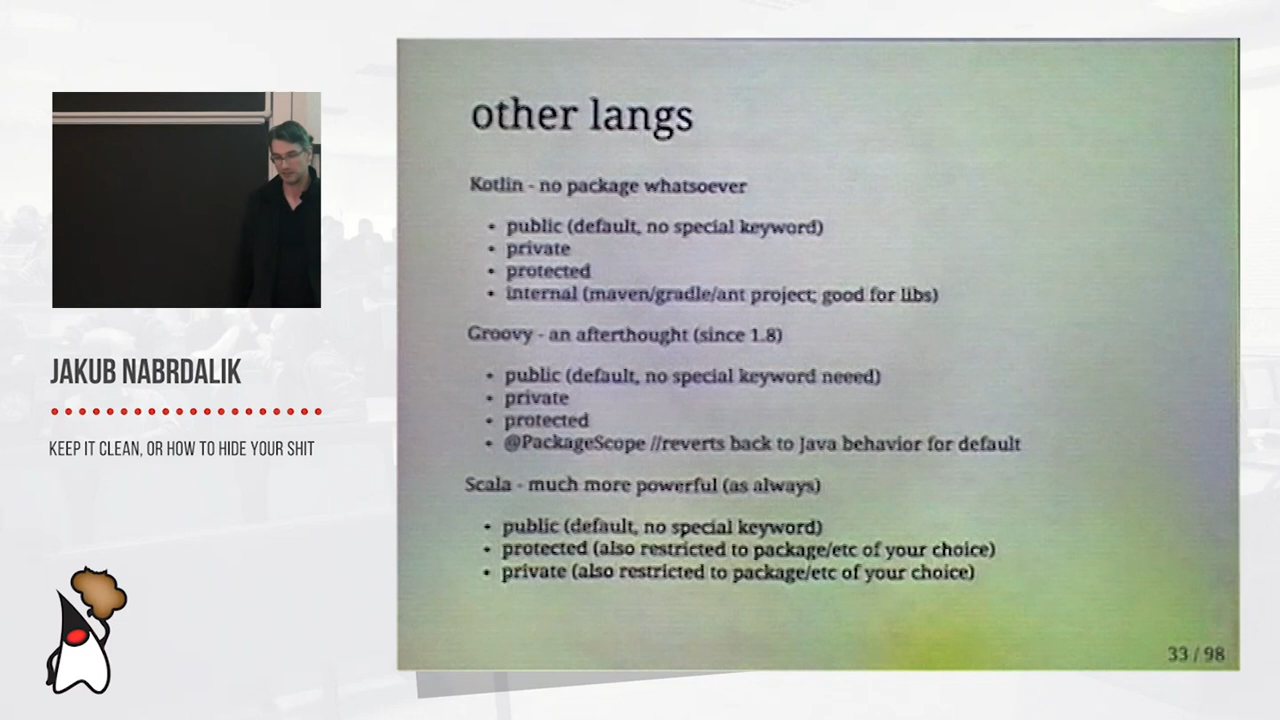 JAKUB NABRDALIK
KEEP IT CLEAN, OR HOW TO HIDE YOUR SHIT
other langs
Kotlin - no package whatsoever
• public (default, no special keyword)
• private
• protected
• internal (maven/gradle/ant project; good for libs)
Groovy - an afterthought (since 1.8)
• public (default, no special keyword neeed)
• private
• protected
• @PackageScope //reverts back to Java behavior for default
Scala - much more powerful (as always)
• public (default, no special keyword)
• protected (also restricted to package/etc of your choice)
• private (also restricted to package/etc of your choice)
33 / 98